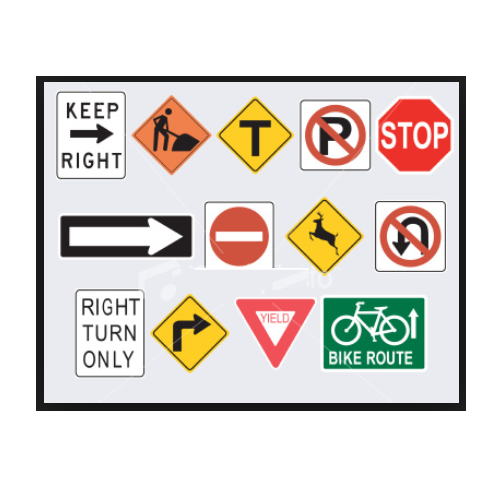 KEEP
RIGHT
T
P
STOP
RIGHT
TURN
ONLY
YIELD
BIKE ROUTE